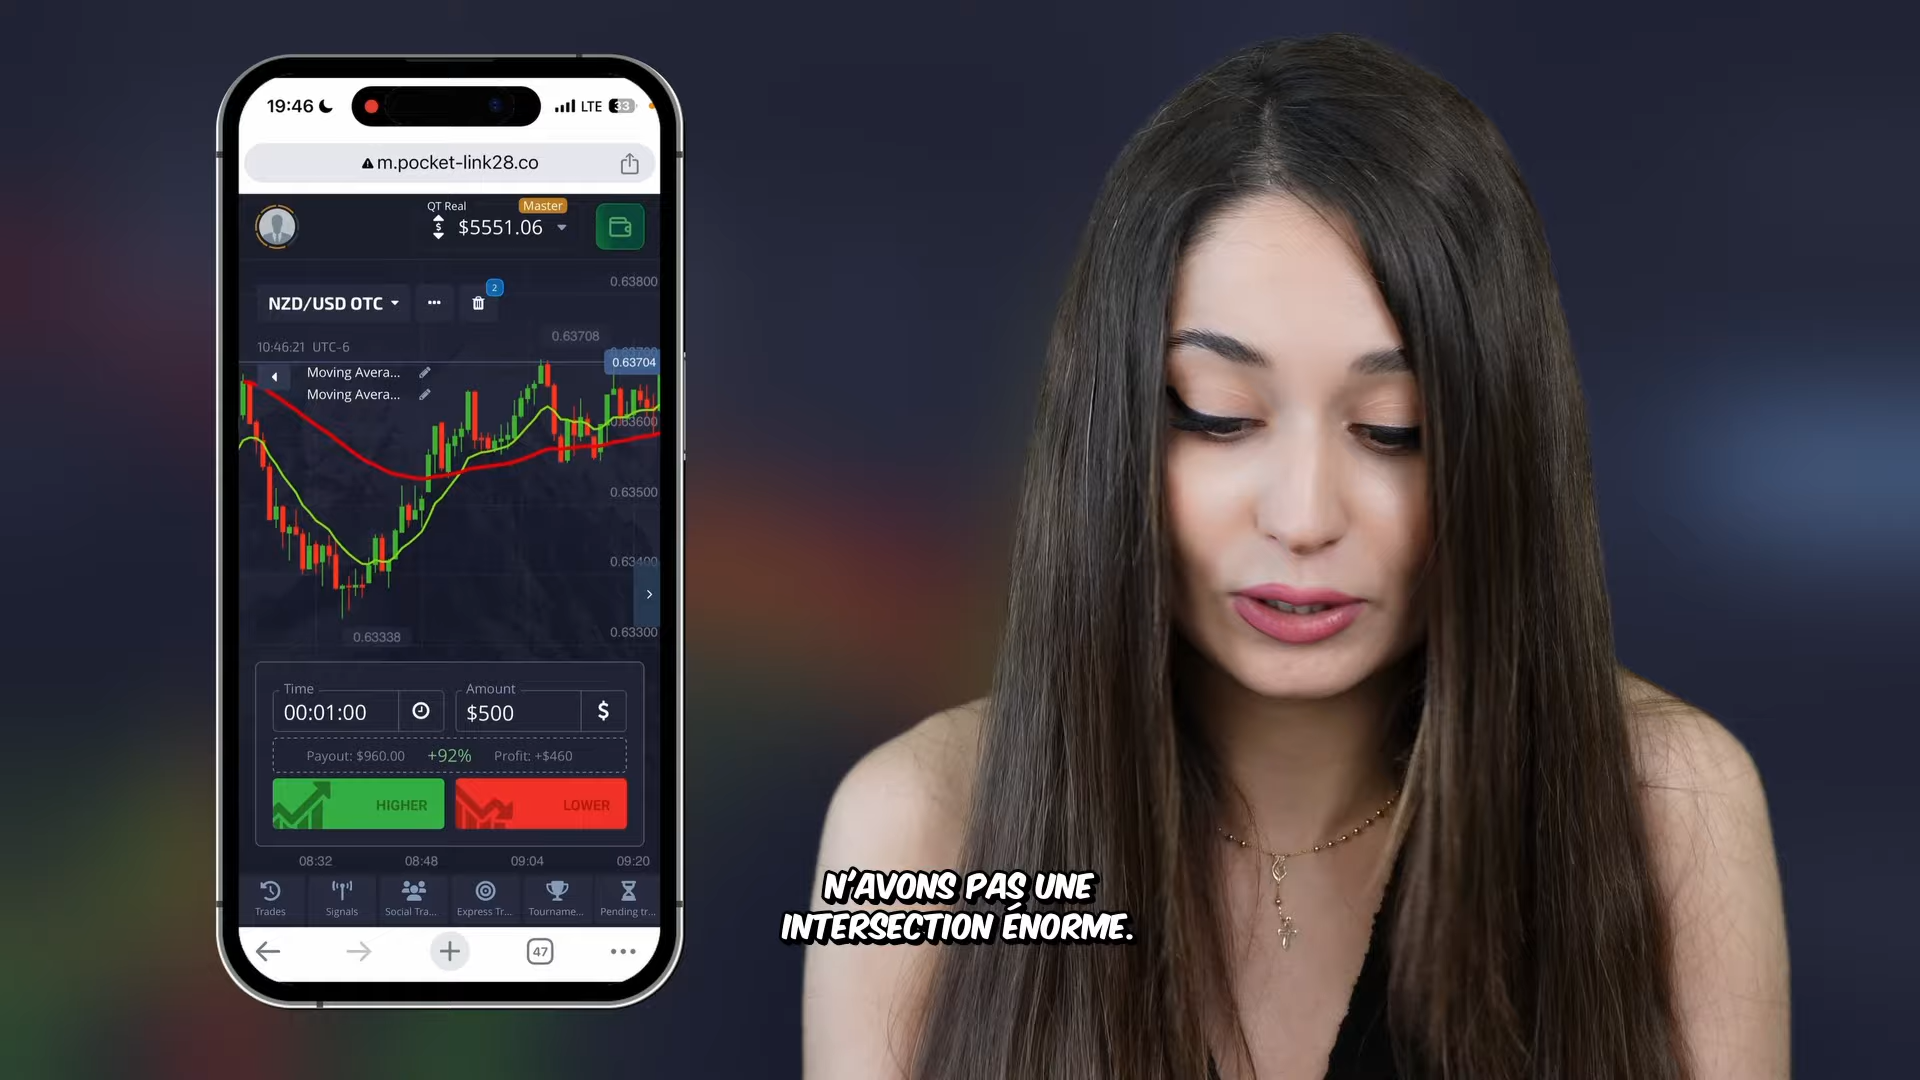 19:46
LTE 33
m.pocket-link28.co
QT Real Master
$5551.06
0.63800
2
NZD/USD OTC
0.63708
10:46:21 UTC-6
0.63704
Moving Avera...
Moving Avera...
0.63600
0.63500
0.63400
0.63338
0.63300
Time Amount
00:01:00 $500 $
Payout: $960.00 +92% Profit: +$460
HIGHER LOWER
08:32 08:48 09:04 09:20
Trades Signals Social Tra... Express Tr... Tourname... Pending tr...
47
N'AVONS PAS UNE
INTERSECTION ÉNORME.